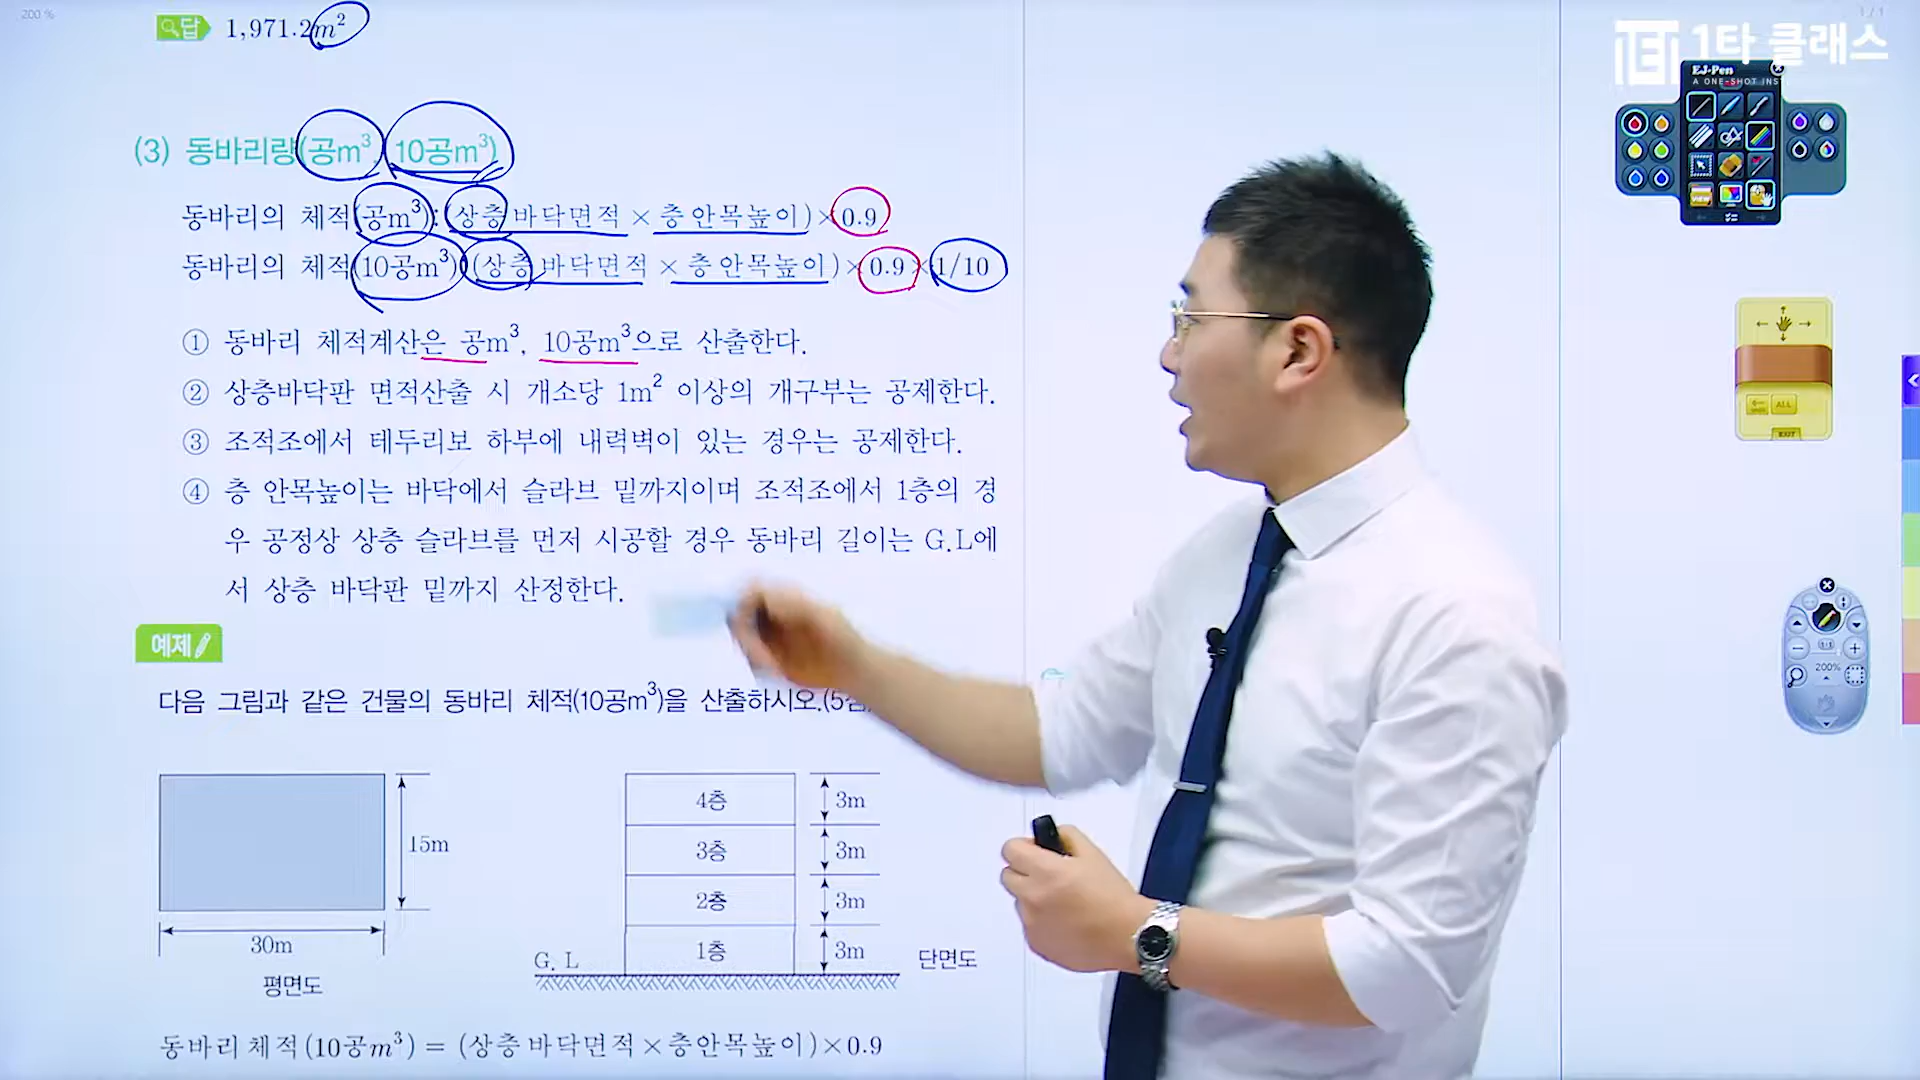 200 %
1 / 1
답 1,971.2m²
1타 클래스
EJ-Pen
A ONE-SHOT INS
(3) 동바리량(공m³, 10공m³)
동바리의 체적(공m³) : (상층 바닥면적 × 층 안목높이) × 0.9
동바리의 체적(10공m³) (상층 바닥면적 × 층 안목높이) × 0.9 × 1/10
① 동바리 체적계산은 공m³, 10공m³으로 산출한다.
② 상층바닥판 면적산출 시 개소당 1m² 이상의 개구부는 공제한다.
③ 조적조에서 테두리보 하부에 내력벽이 있는 경우는 공제한다.
④ 층 안목높이는 바닥에서 슬라브 밑까지이며 조적조에서 1층의 경
우 공정상 상층 슬라브를 먼저 시공할 경우 동바리 길이는 G.L에
서 상층 바닥판 밑까지 산정한다.
ALL
EXIT
예제
200%
다음 그림과 같은 건물의 동바리 체적(10공m³)을 산출하시오.(5점)
4층 3m
3층 3m
15m
2층 3m
30m
1층 3m
G. L
단면도
평면도
동바리 체적(10공m³) = (상층 바닥면적 × 층안목높이) × 0.9